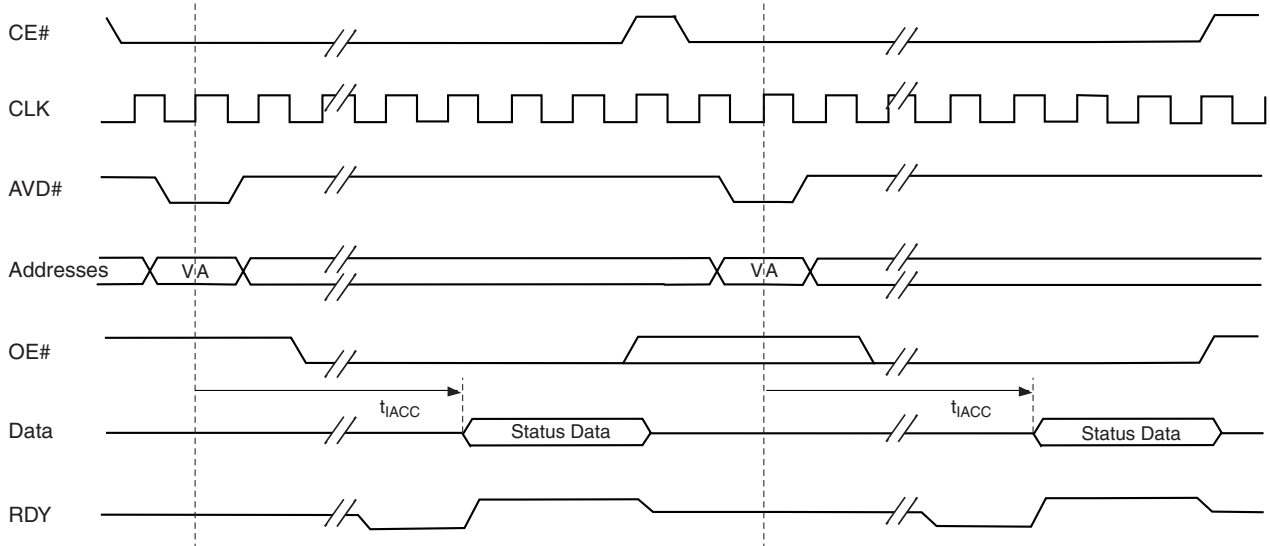 CE#
CLK
AVD#
Addresses
VA
VA
OE#
tIACC
tIACC
Data
Status Data
Status Data
RDY